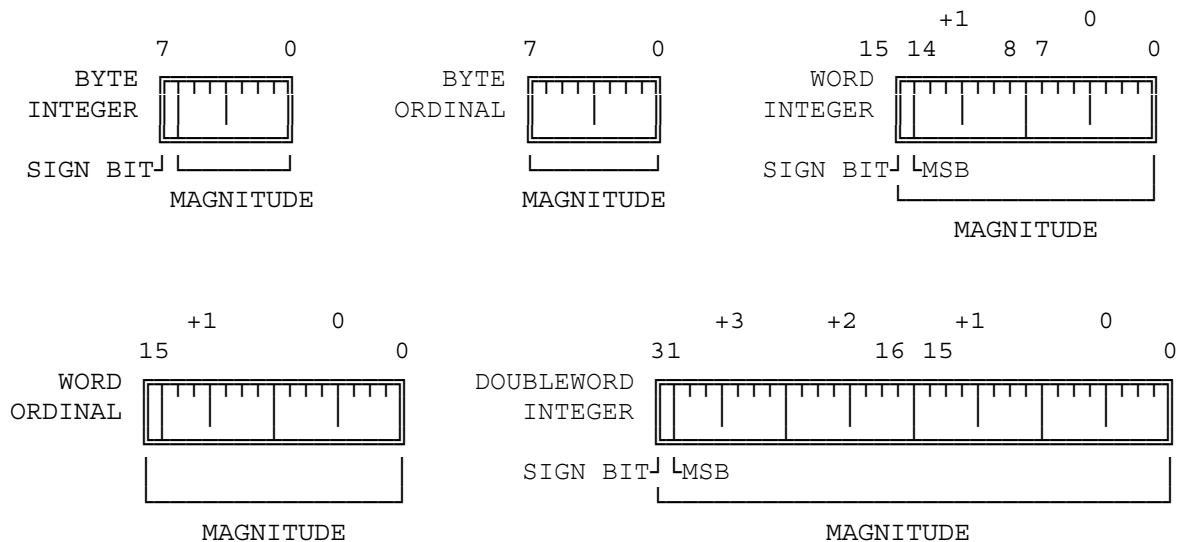 +1 0
7 0 7 0 15 14 8 7 0
BYTE BYTE WORD
INTEGER ORDINAL INTEGER
SIGN BIT SIGN BIT MSB
MAGNITUDE MAGNITUDE
MAGNITUDE
+1 0 +3 +2 +1 0
15 0 31 16 15 0
WORD DOUBLEWORD
ORDINAL INTEGER
SIGN BIT MSB
MAGNITUDE MAGNITUDE